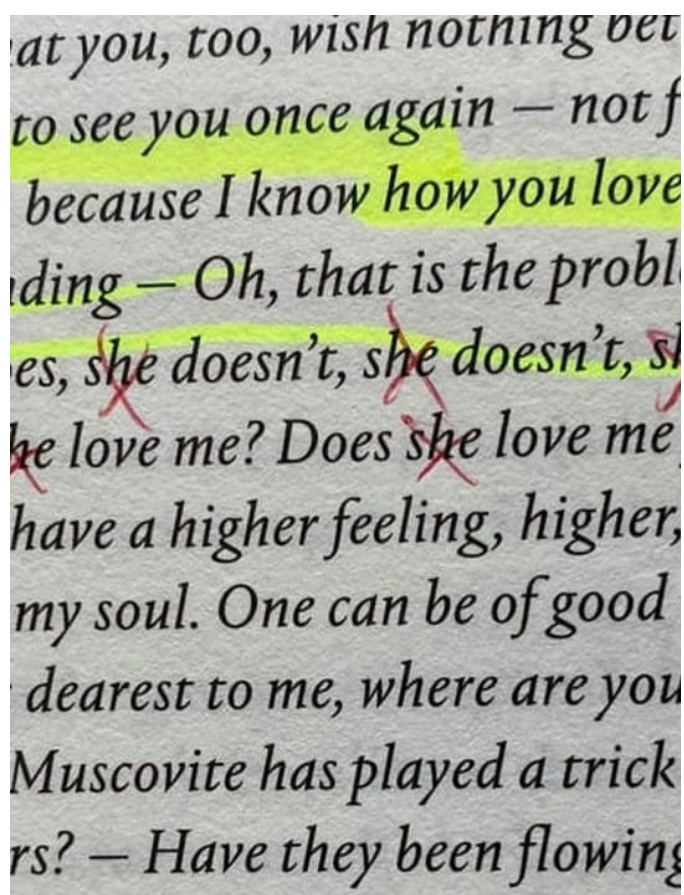 at you, too, wish nothing bet
to see you once again — not f
because I know how you love
ding — Oh, that is the probl
es, she doesn't, she doesn't, sh
he love me? Does she love me
have a higher feeling, higher,
my soul. One can be of good
dearest to me, where are you
Muscovite has played a trick
rs? — Have they been flowing